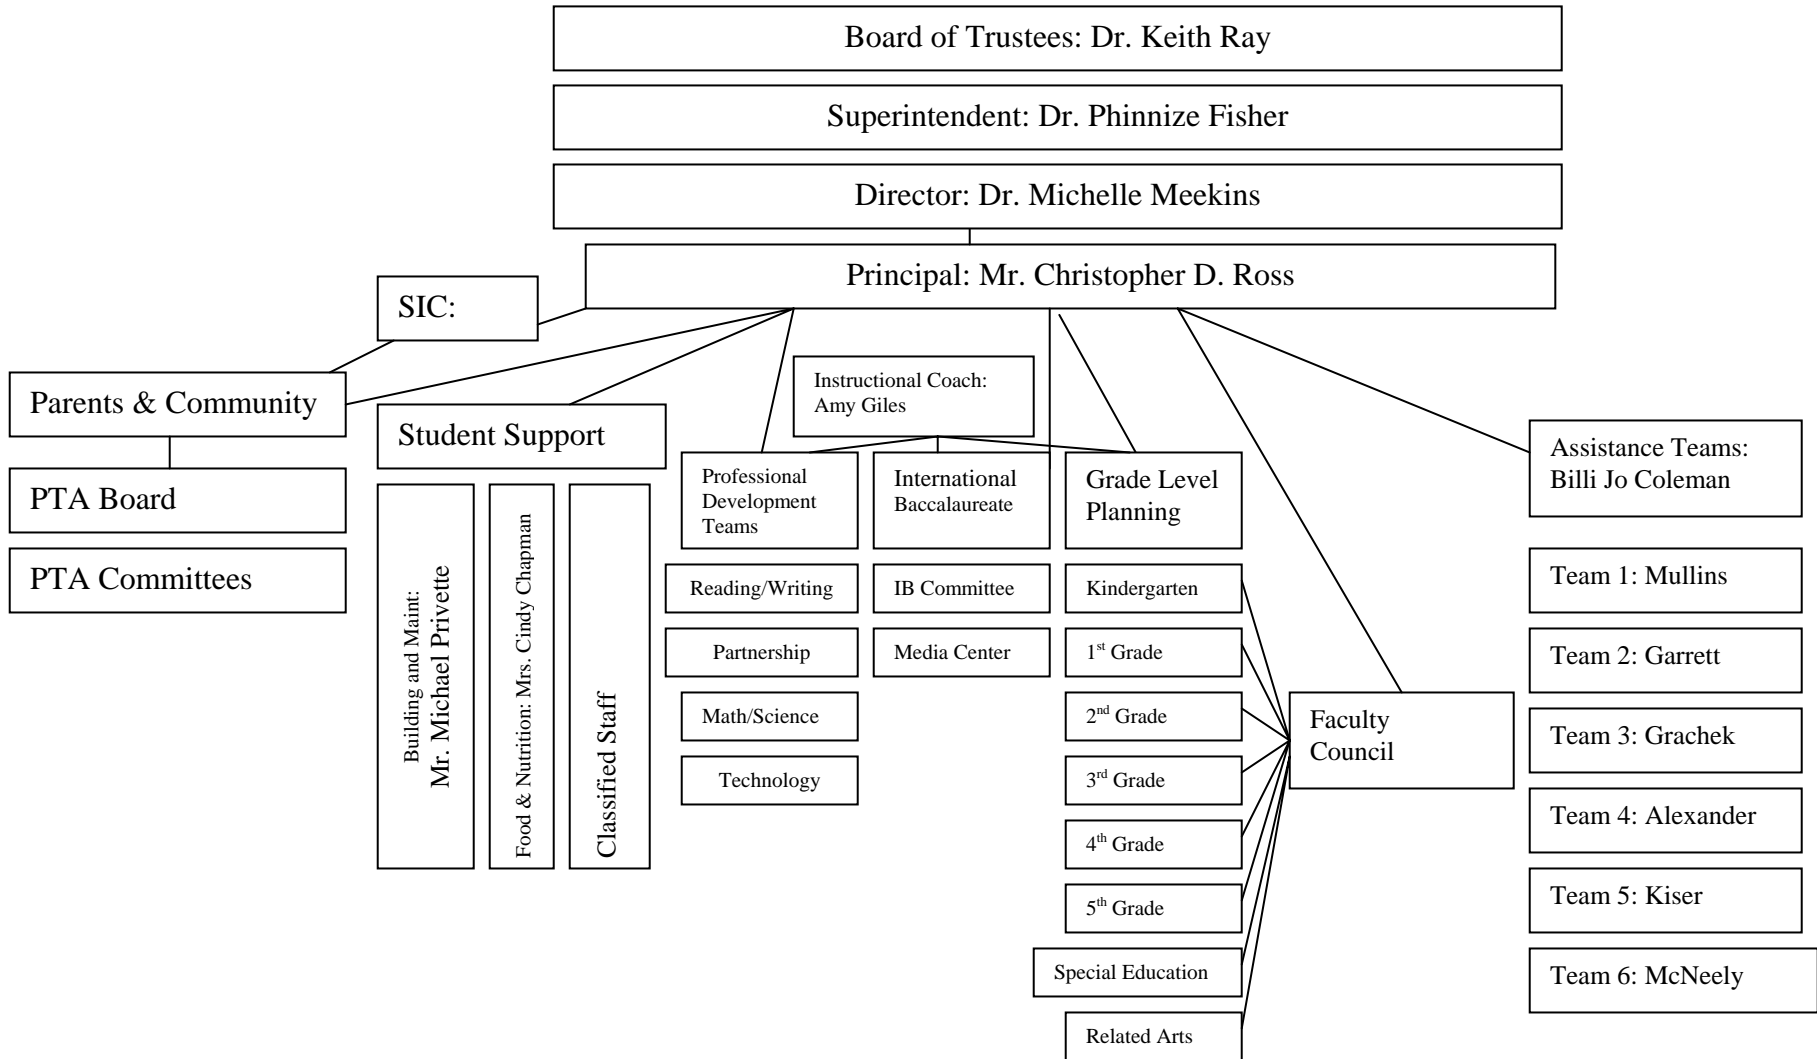 Board of Trustees: Dr. Keith Ray
Superintendent: Dr. Phinnize Fisher
Director: Dr. Michelle Meekins
Principal: Mr. Christopher D. Ross
SIC:
Parents & Community
PTA Board
PTA Committees
Student Support
Building and Maint:
Mr. Michael Privette
Food & Nutrition: Mrs. Cindy Chapman
Classified Staff
Instructional Coach:
Amy Giles
Professional
Development
Teams
Reading/Writing
Partnership
Math/Science
Technology
International
Baccalaureate
IB Committee
Media Center
Grade Level
Planning
Kindergarten
1st Grade
2nd Grade
3rd Grade
4th Grade
5th Grade
Special Education
Related Arts
Faculty
Council
Assistance Teams:
Billi Jo Coleman
Team 1: Mullins
Team 2: Garrett
Team 3: Grachek
Team 4: Alexander
Team 5: Kiser
Team 6: McNeely